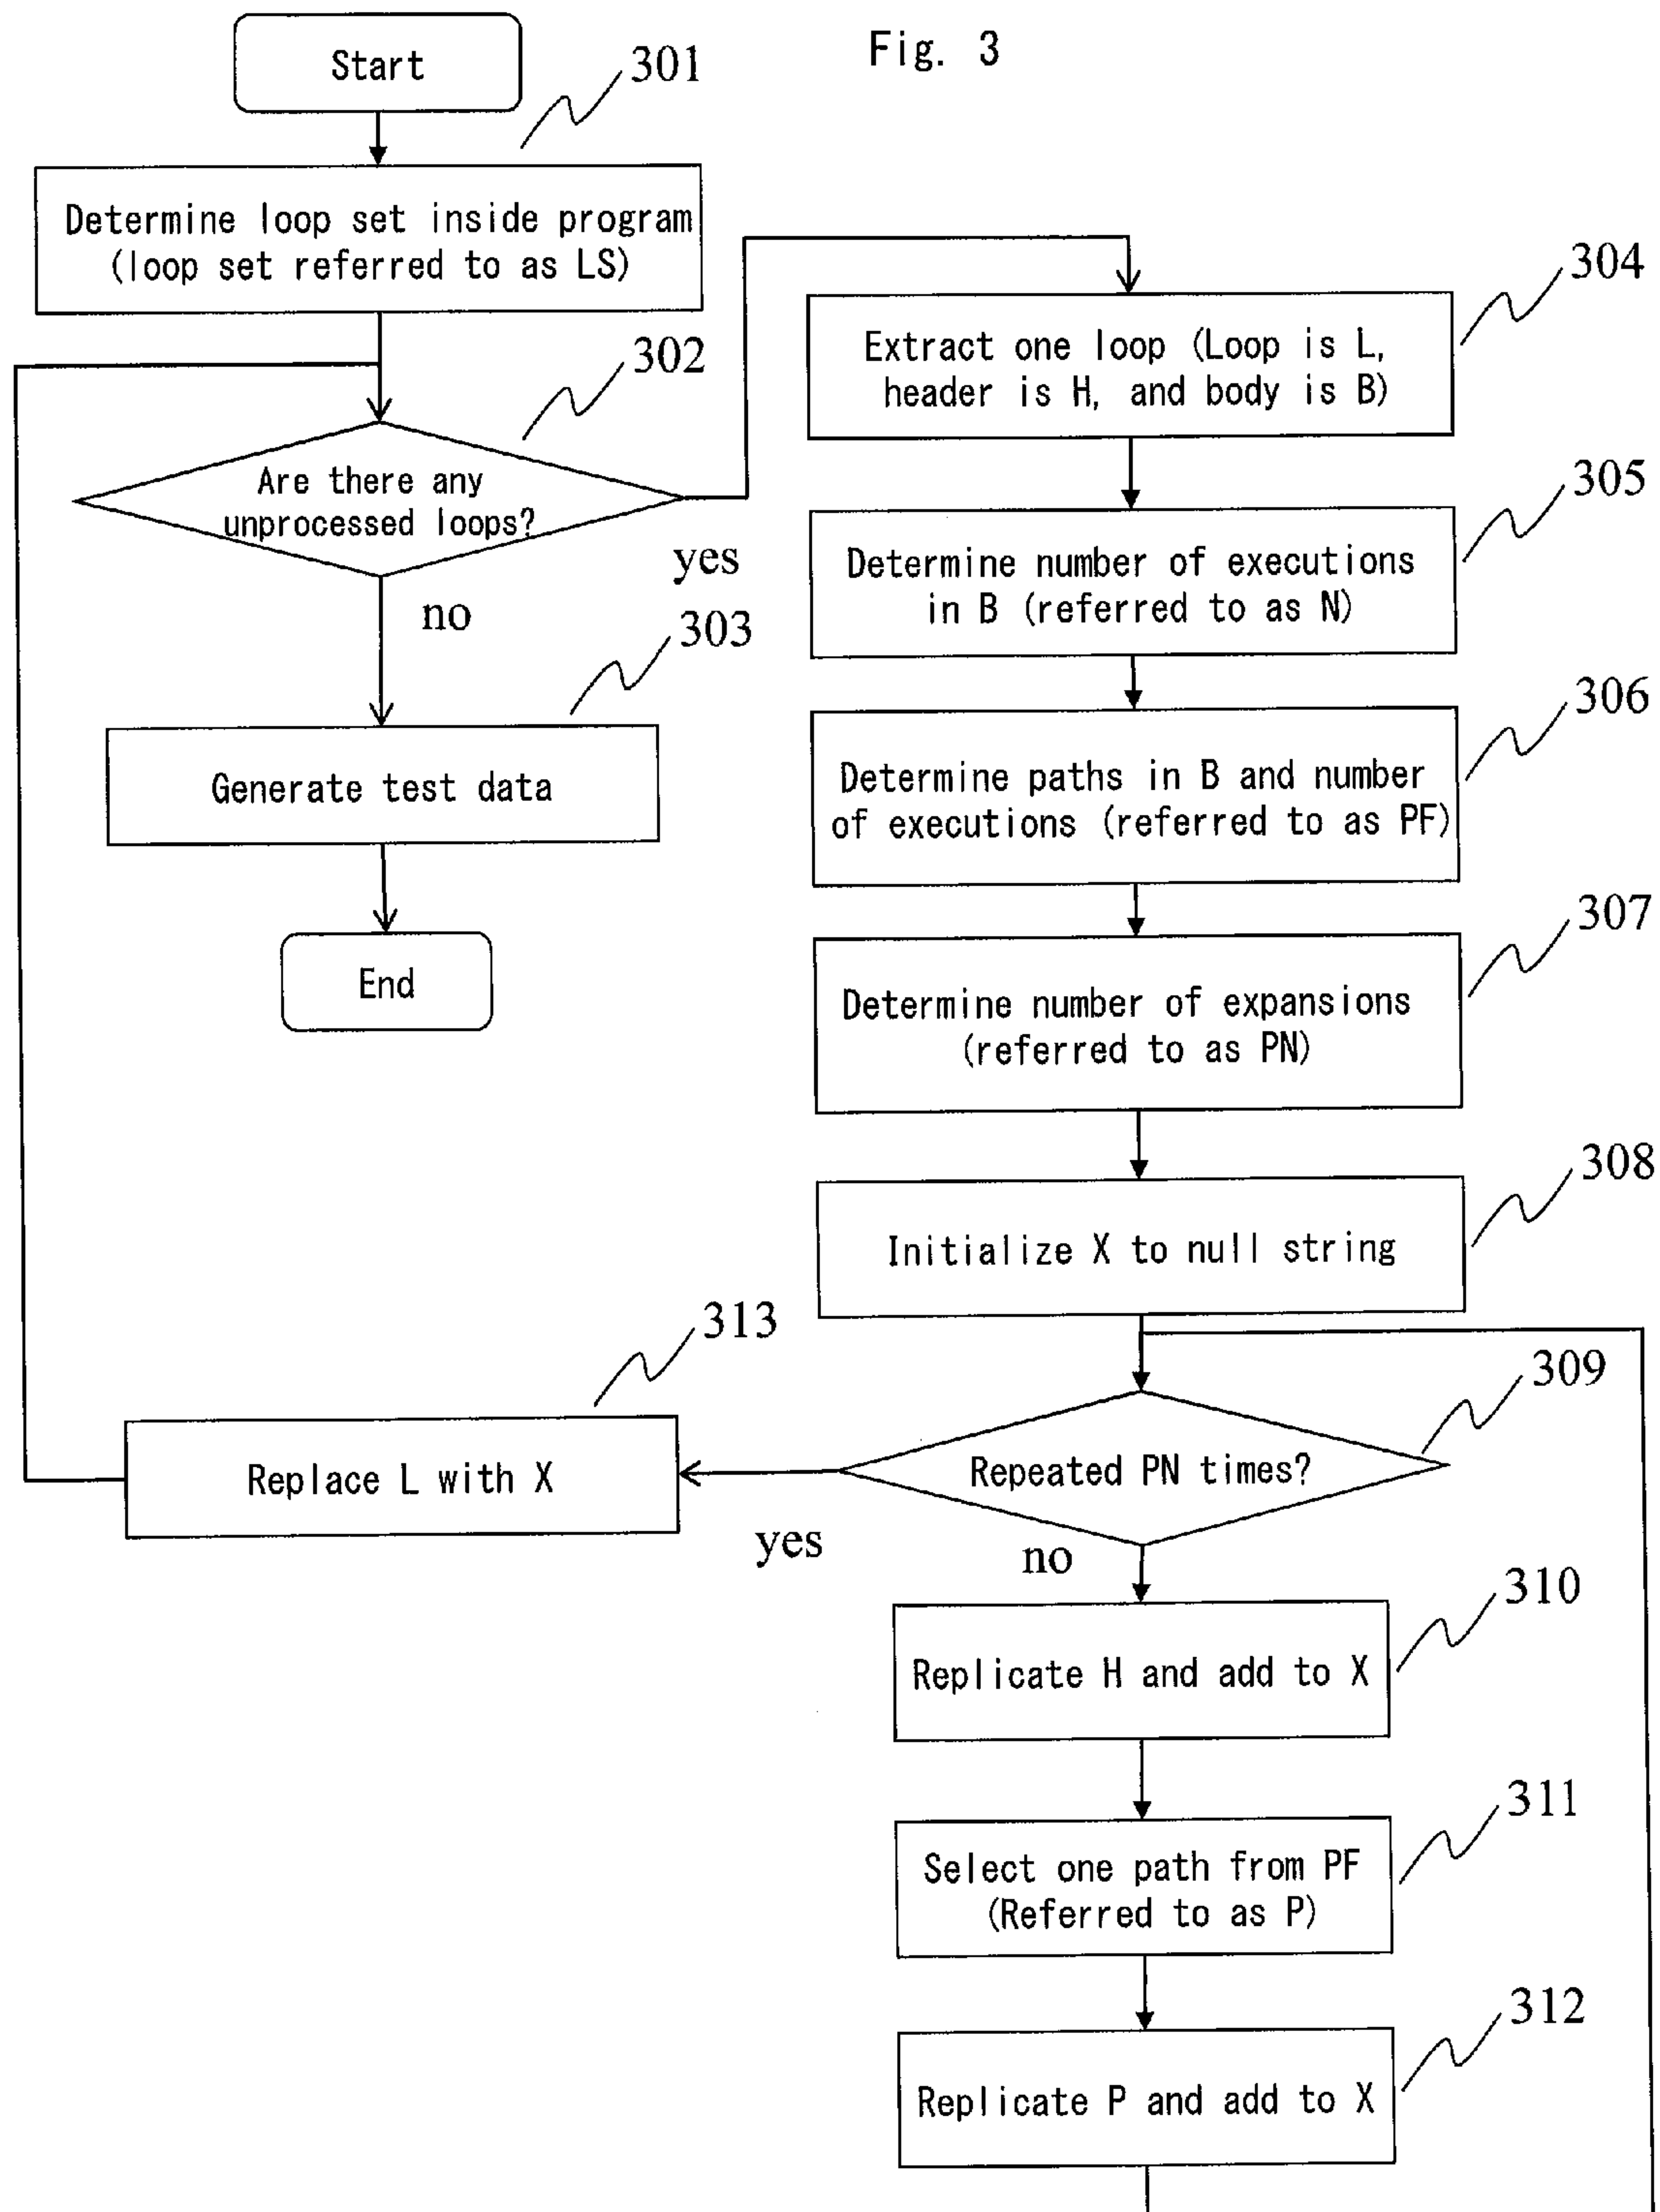 Fig. 3
Start
301
Determine loop set inside program
(loop set referred to as LS)
302
Are there any
unprocessed loops?
yes
no
303
Generate test data
End
304
Extract one loop (Loop is L,
header is H, and body is B)
305
Determine number of executions
in B (referred to as N)
306
Determine paths in B and number
of executions (referred to as PF)
307
Determine number of expansions
(referred to as PN)
308
Initialize X to null string
309
Repeated PN times?
yes
no
313
Replace L with X
310
Replicate H and add to X
311
Select one path from PF
(Referred to as P)
312
Replicate P and add to X